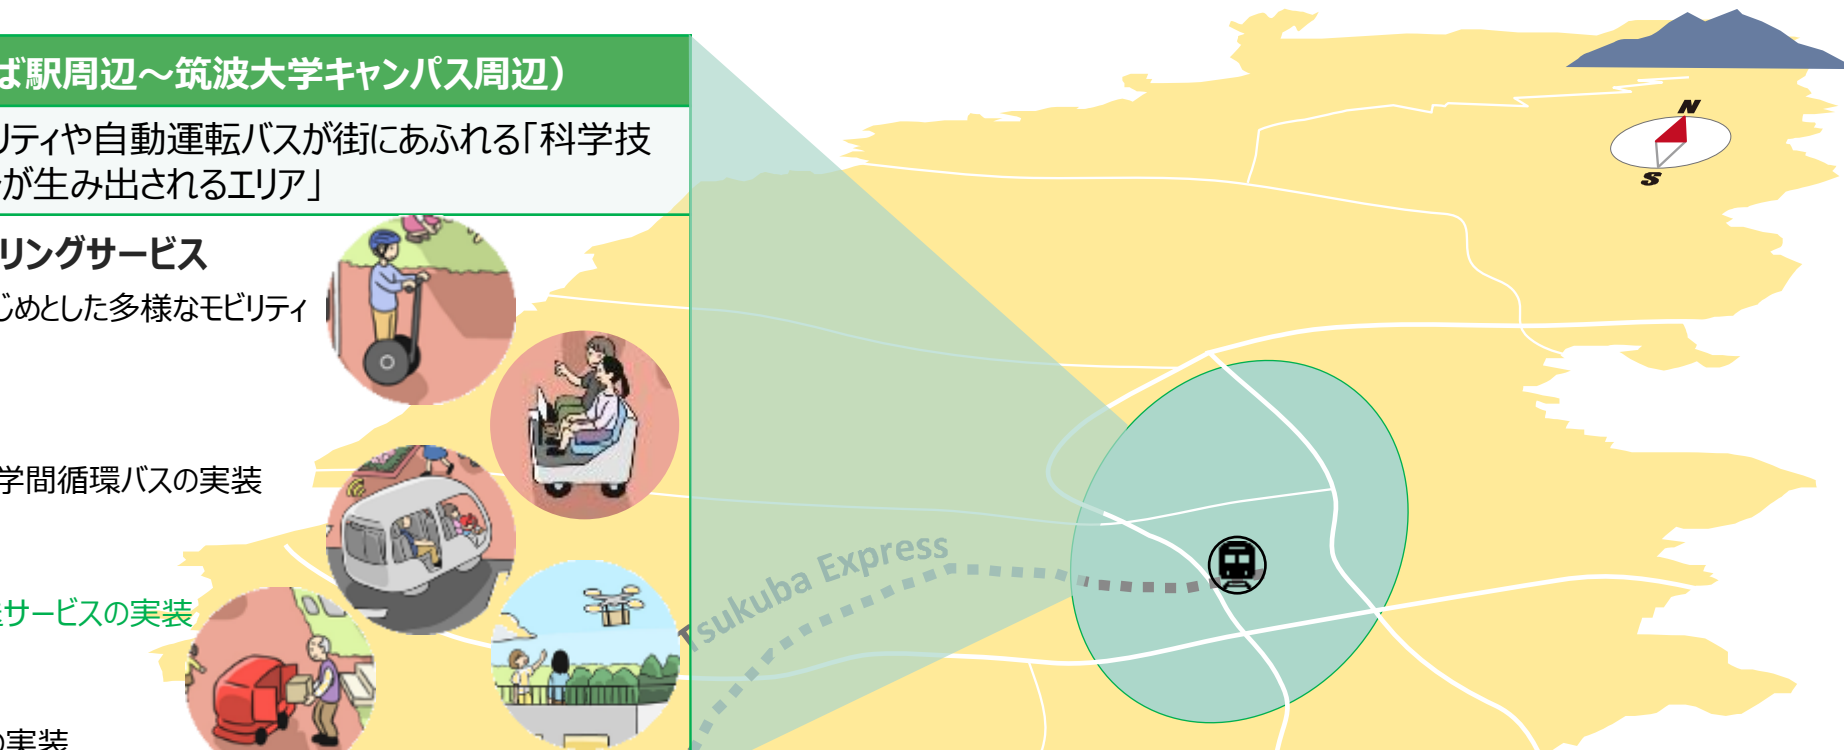 ば駅周辺～筑波大学キャンパス周辺）
リティや自動運転バスが街にあふれる「科学技
が生み出されるエリア」
リングサービス
じめとした多様なモビリティ
学間循環バスの実装
サービスの実装
の実装
Tsukuba Express
N
S